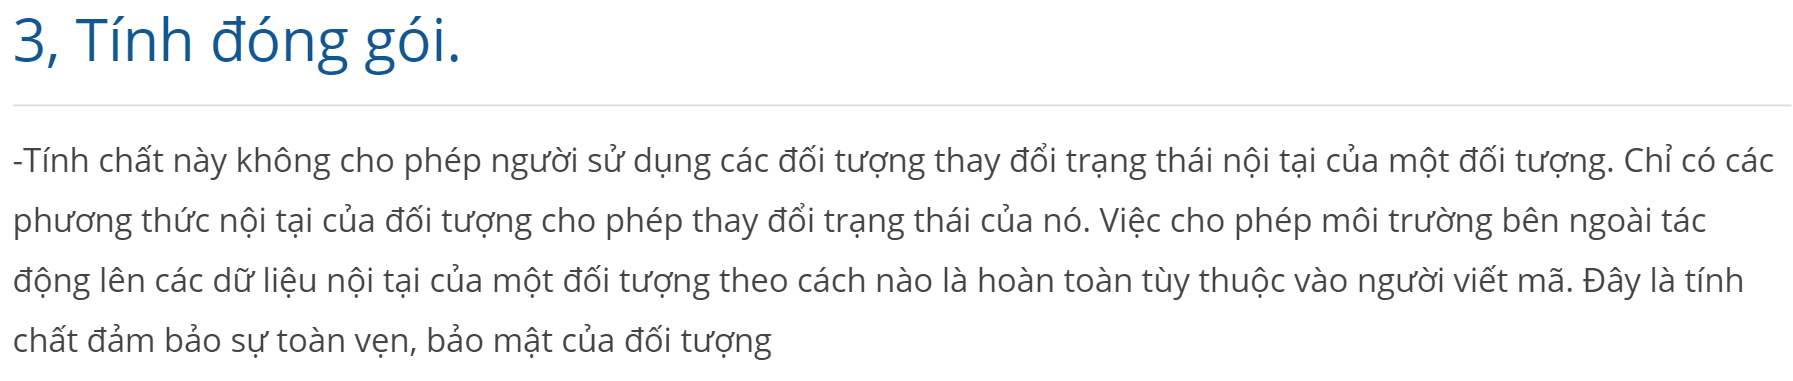 3, Tính đóng gói.
-Tính chất này không cho phép người sử dụng các đối tượng thay đổi trạng thái nội tại của một đối tượng. Chỉ có các
phương thức nội tại của đối tượng cho phép thay đổi trạng thái của nó. Việc cho phép môi trường bên ngoài tác
động lên các dữ liệu nội tại của một đối tượng theo cách nào là hoàn toàn tùy thuộc vào người viết mã. Đây là tính
chất đảm bảo sự toàn vẹn, bảo mật của đối tượng